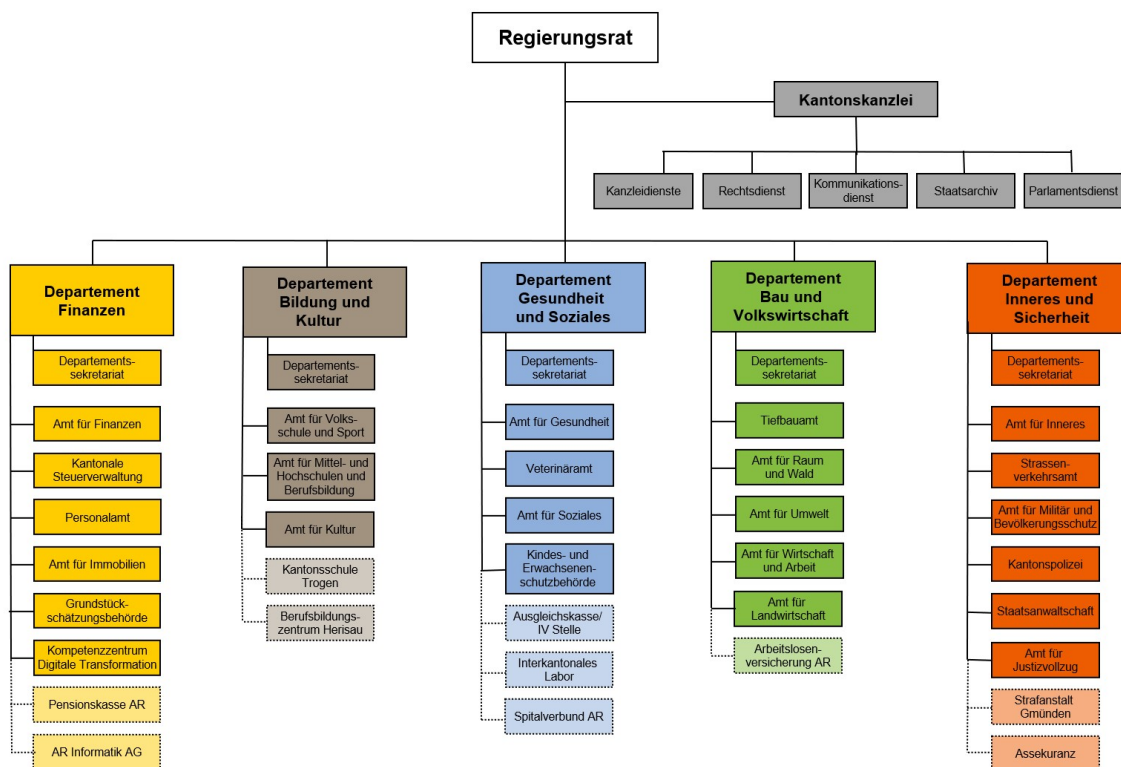 Regierungsrat
Kantonskanzlei
Kanzleidienste
Rechtsdienst
Kommunikations-
dienst
Staatsarchiv
Parlamentsdienst
Departement
Finanzen
Departements-
sekretariat
Amt für Finanzen
Kantonale
Steuerverwaltung
Personalamt
Amt für Immobilien
Grundstück-
schätzungsbehörde
Kompetenzzentrum
Digitale Transformation
Pensionskasse AR
AR Informatik AG
Departement
Bildung und
Kultur
Departements-
sekretariat
Amt für Volks-
schule und Sport
Amt für Mittel- und
Hochschulen und
Berufsbildung
Amt für Kultur
Kantonsschule
Trogen
Berufsbildungs-
zentrum Herisau
Departement
Gesundheit
und Soziales
Departements-
sekretariat
Amt für Gesundheit
Veterinäramt
Amt für Soziales
Kindes- und
Erwachsenen-
schutzbehörde
Ausgleichskasse/
IV Stelle
Interkantonales
Labor
Spitalverbund AR
Departement
Bau und
Volkswirtschaft
Departements-
sekretariat
Tiefbauamt
Amt für Raum
und Wald
Amt für Umwelt
Amt für Wirtschaft
und Arbeit
Amt für
Landwirtschaft
Arbeitslosen-
versicherung AR
Departement
Inneres und
Sicherheit
Departements-
sekretariat
Amt für Inneres
Strassen-
verkehrsamt
Amt für Militär und
Bevölkerungsschutz
Kantonspolizei
Staatsanwaltschaft
Amt für
Justizvollzug
Strafanstalt
Gmünden
Assekuranz